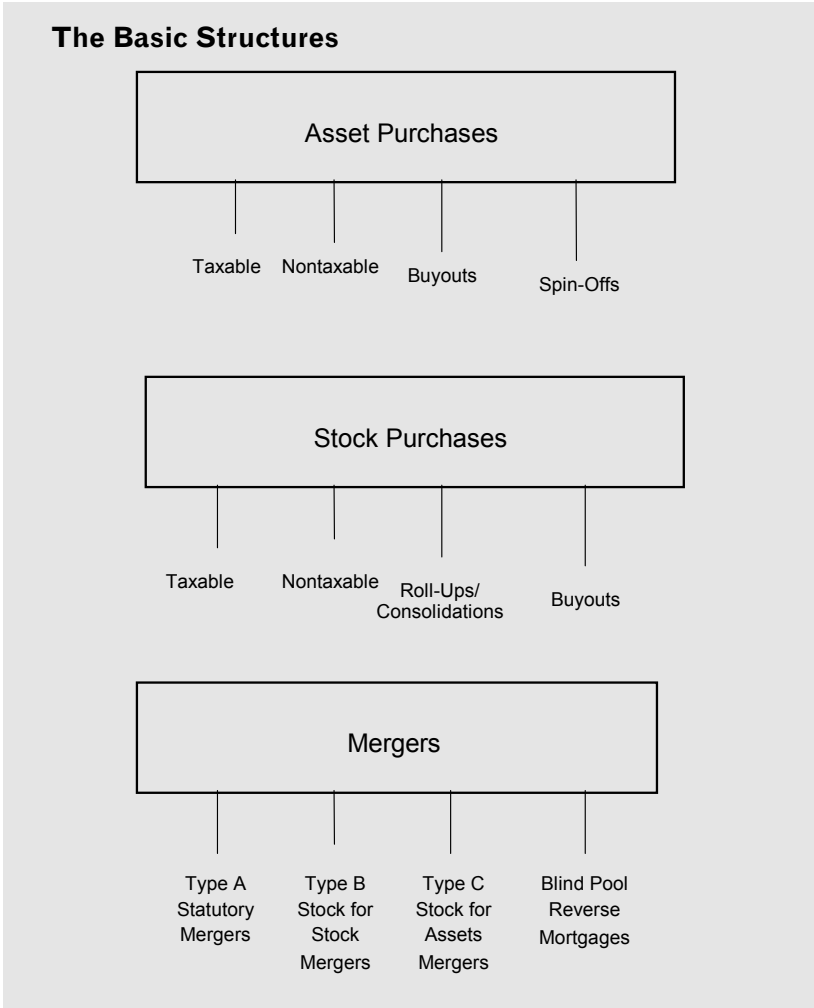 The Basic Structures
Asset Purchases
Taxable
Nontaxable
Buyouts
Spin-Offs
Stock Purchases
Taxable
Nontaxable
Roll-Ups/
Consolidations
Buyouts
Mergers
Type A
Statutory
Mergers
Type B
Stock for
Stock
Mergers
Type C
Stock for
Assets
Mergers
Blind Pool
Reverse
Mortgages